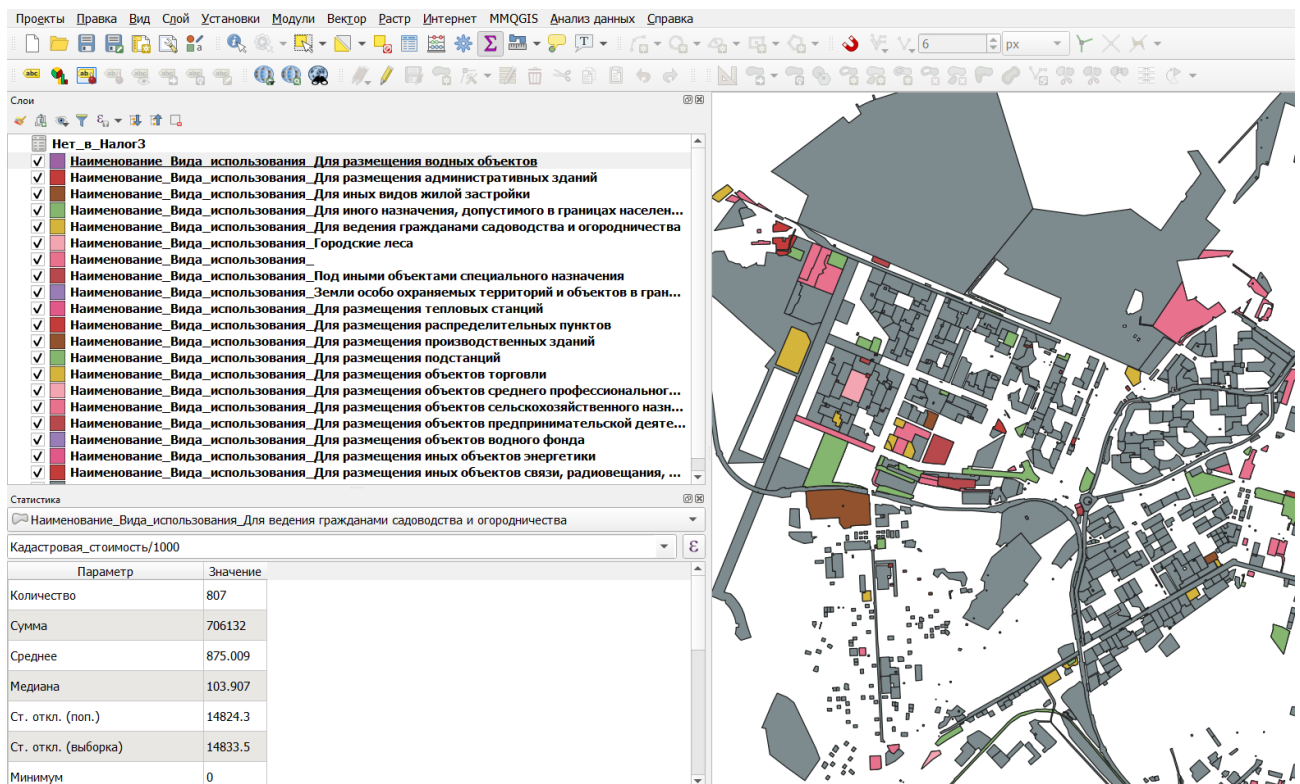 Проекты Правка Вид Слой Установки Модули Вектор Растр Интернет MMQGIS Анализ данных Справка
6 px
abc abc
Слои
Нет_в_Налог3
Наименование_Вида_использования_Для размещения водных объектов
Наименование_Вида_использования_Для размещения административных зданий
Наименование_Вида_использования_Для иных видов жилой застройки
Наименование_Вида_использования_Для иного назначения, допустимого в границах населен...
Наименование_Вида_использования_Для ведения гражданами садоводства и огородничества
Наименование_Вида_использования_Городские леса
Наименование_Вида_использования_
Наименование_Вида_использования_Под иными объектами специального назначения
Наименование_Вида_использования_Земли особо охраняемых территорий и объектов в гран...
Наименование_Вида_использования_Для размещения тепловых станций
Наименование_Вида_использования_Для размещения распределительных пунктов
Наименование_Вида_использования_Для размещения производственных зданий
Наименование_Вида_использования_Для размещения подстанций
Наименование_Вида_использования_Для размещения объектов торговли
Наименование_Вида_использования_Для размещения объектов среднего профессиональног...
Наименование_Вида_использования_Для размещения объектов сельскохозяйственного назн...
Наименование_Вида_использования_Для размещения объектов предпринимательской деяте...
Наименование_Вида_использования_Для размещения объектов водного фонда
Наименование_Вида_использования_Для размещения иных объектов энергетики
Наименование_Вида_использования_Для размещения иных объектов связи, радиовещания, ...
Статистика
Наименование_Вида_использования_Для ведения гражданами садоводства и огородничества
Кадастровая_стоимость/1000
Параметр Значение
Количество 807
Сумма 706132
Среднее 875.009
Медиана 103.907
Ст. откл. (поп.) 14824.3
Ст. откл. (выборка) 14833.5
Минимум 0